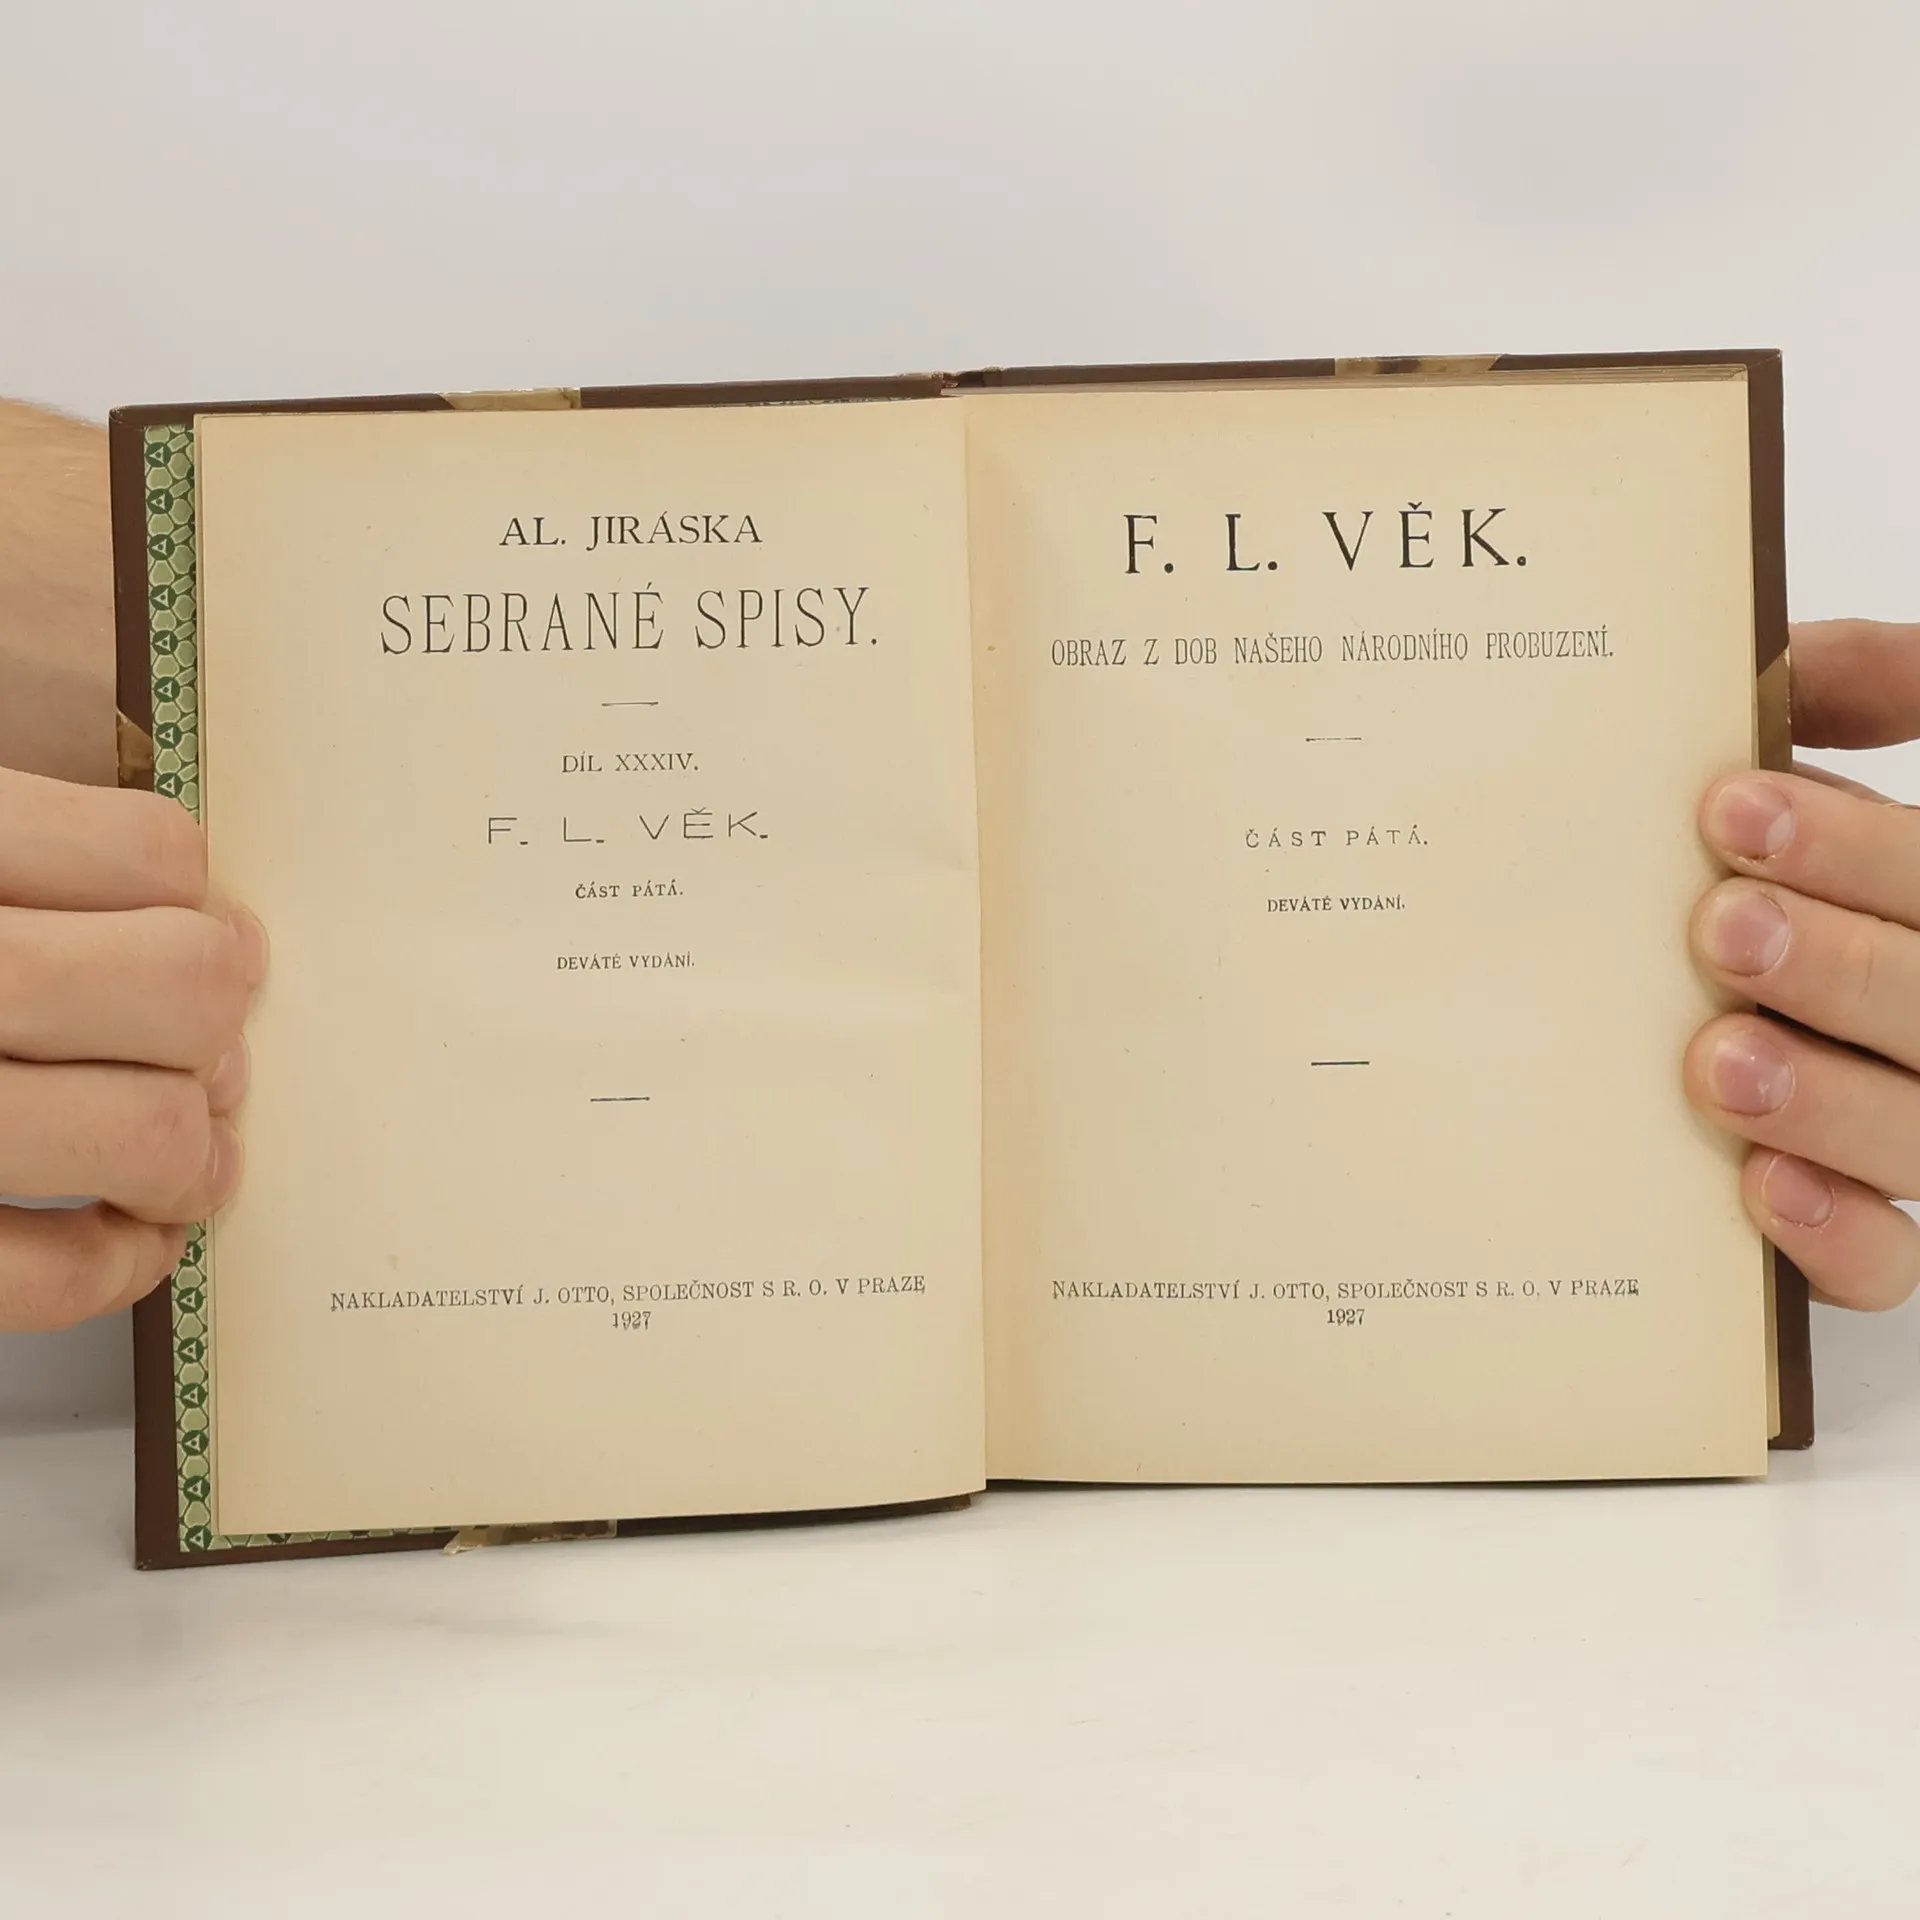 AL. JIRÁSKA
SEBRANÉ SPISY.
DÍL XXXIV.
F. L. VĚK.
ČÁST PÁTÁ.
DEVÁTÉ VYDÁNÍ.
NAKLADATELSTVÍ J. OTTO, SPOLEČNOST S R. O. V PRAZE
1927
F. L. VĚK.
OBRAZ Z DOB NAŠEHO NÁRODNÍHO PROBUZENÍ.
ČÁST PÁTÁ.
DEVÁTÉ VYDÁNÍ.
NAKLADATELSTVÍ J. OTTO, SPOLEČNOST S R. O. V PRAZE
1927